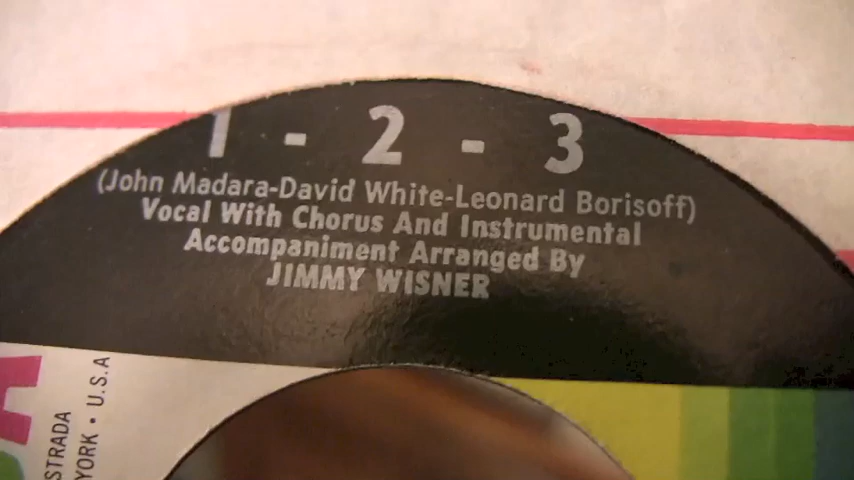 1 - 2 - 3
(John Madara-David White-Leonard Borisoff)
Vocal With Chorus And Instrumental
Accompaniment Arranged By
JIMMY WISNER
A
STRADA
YORK • U.S.A